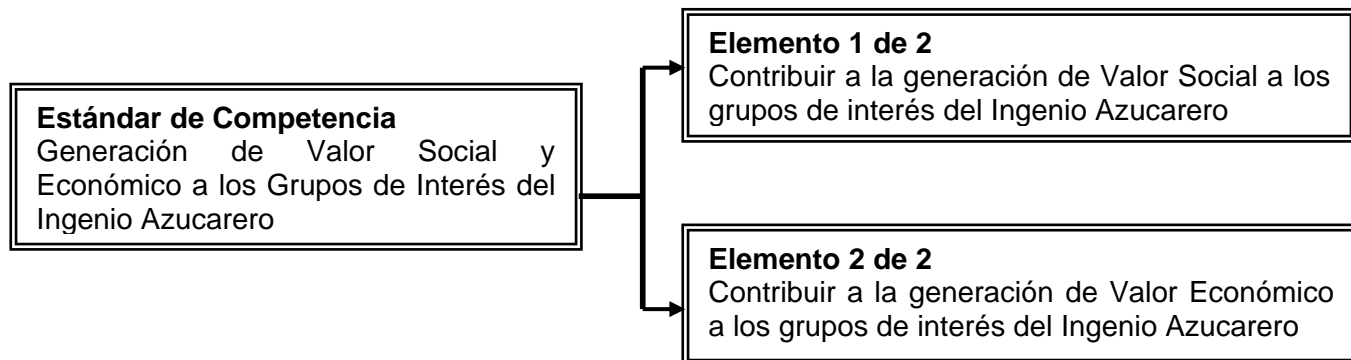 Estándar de Competencia
Generación de Valor Social y
Económico a los Grupos de Interés del
Ingenio Azucarero
Elemento 1 de 2
Contribuir a la generación de Valor Social a los
grupos de interés del Ingenio Azucarero
Elemento 2 de 2
Contribuir a la generación de Valor Económico
a los grupos de interés del Ingenio Azucarero